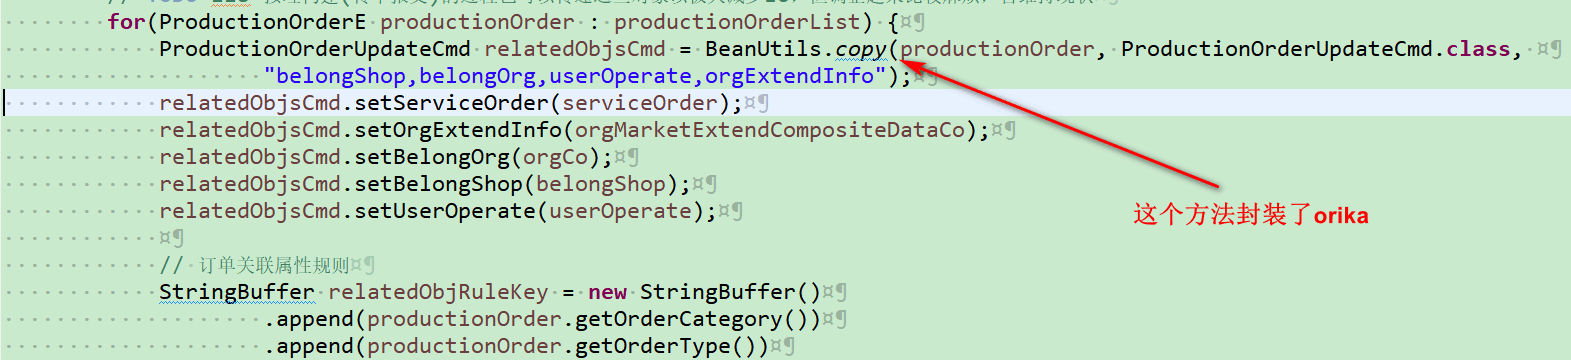 for(ProductionOrderE productionOrder : productionOrderList) {
ProductionOrderUpdateCmd relatedObjsCmd = BeanUtils.copy(productionOrder, ProductionOrderUpdateCmd.class,
"belongShop,belongOrg,userOperate,orgExtendInfo");
relatedObjsCmd.setServiceOrder(serviceOrder);
relatedObjsCmd.setOrgExtendInfo(orgMarketExtendCompositeDataCo);
relatedObjsCmd.setBelongOrg(orgCo);
relatedObjsCmd.setBelongShop(belongShop);
relatedObjsCmd.setUserOperate(userOperate);
这个方法封装了orika
// 订单关联属性规则
StringBuffer relatedObjRuleKey = new StringBuffer()
.append(productionOrder.getOrderCategory())
.append(productionOrder.getOrderType())